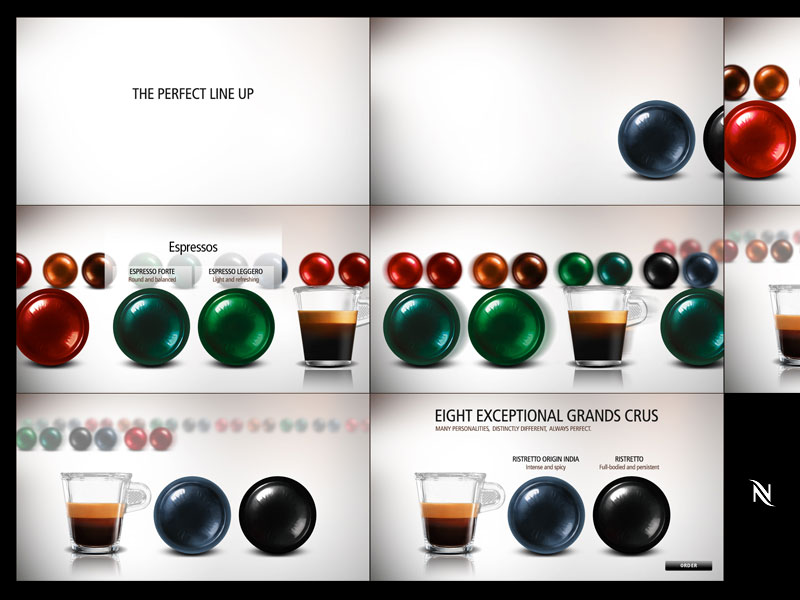 THE PERFECT LINE UP
Espressos
ESPRESSO FORTE
Round and balanced
ESPRESSO LEGGERO
Light and refreshing
EIGHT EXCEPTIONAL GRANDS CRUS
MANY PERSONALITIES, DISTINCTLY DIFFERENT, ALWAYS PERFECT.
RISTRETTO ORIGIN INDIA
Intense and spicy
RISTRETTO
Full-bodied and persistent
ORDER
N